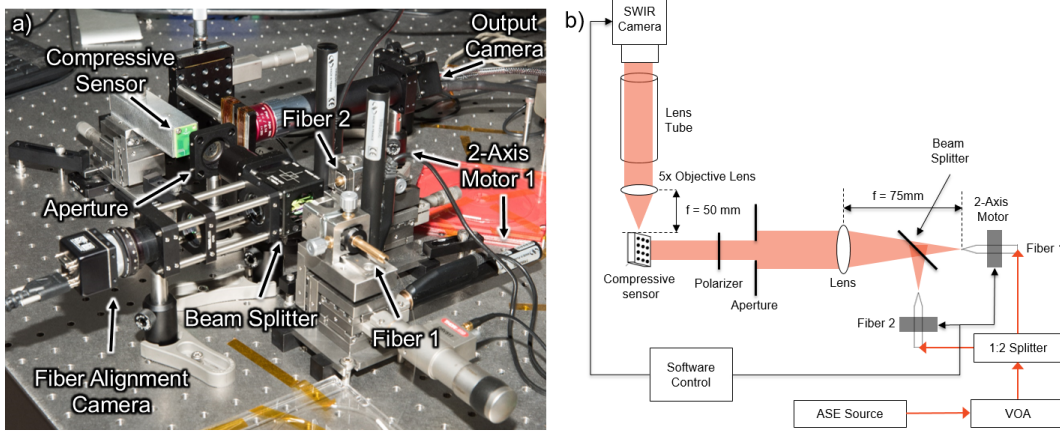 a)
Output
Camera
Compressive
Sensor
Fiber 2
2-Axis
Motor 1
Aperture
Beam Splitter
Fiber 1
Fiber Alignment
Camera
b)
SWIR
Camera
Lens
Tube
5x Objective Lens
f = 50 mm
Compressive
sensor
Polarizer
Aperture
Lens
f = 75mm
Beam
Splitter
2-Axis
Motor
Fiber 1
Fiber 2
1:2 Splitter
Software
Control
ASE Source
VOA